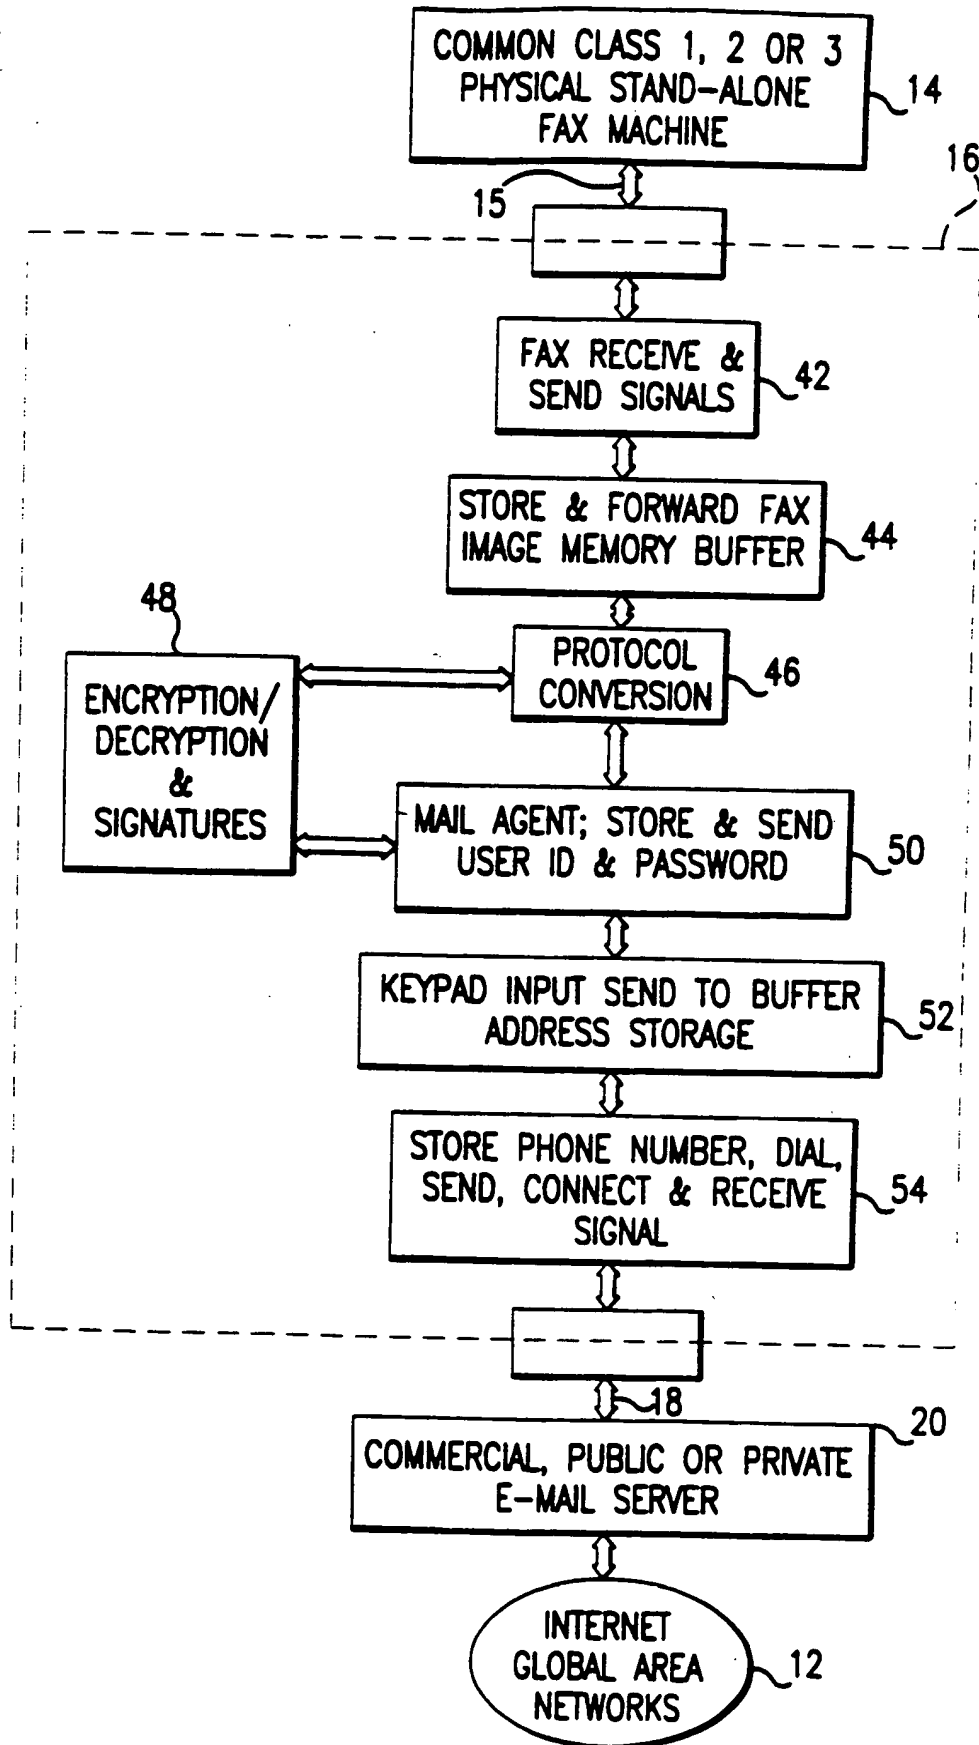 COMMON CLASS 1, 2 OR 3
PHYSICAL STAND-ALONE
FAX MACHINE
14
15
16
FAX RECEIVE &
SEND SIGNALS
42
STORE & FORWARD FAX
IMAGE MEMORY BUFFER
44
48
ENCRYPTION/
DECRYPTION
&
SIGNATURES
PROTOCOL
CONVERSION
46
MAIL AGENT; STORE & SEND
USER ID & PASSWORD
50
KEYPAD INPUT SEND TO BUFFER
ADDRESS STORAGE
52
STORE PHONE NUMBER, DIAL,
SEND, CONNECT & RECEIVE
SIGNAL
54
18
20
COMMERCIAL, PUBLIC OR PRIVATE
E-MAIL SERVER
INTERNET
GLOBAL AREA
NETWORKS
12